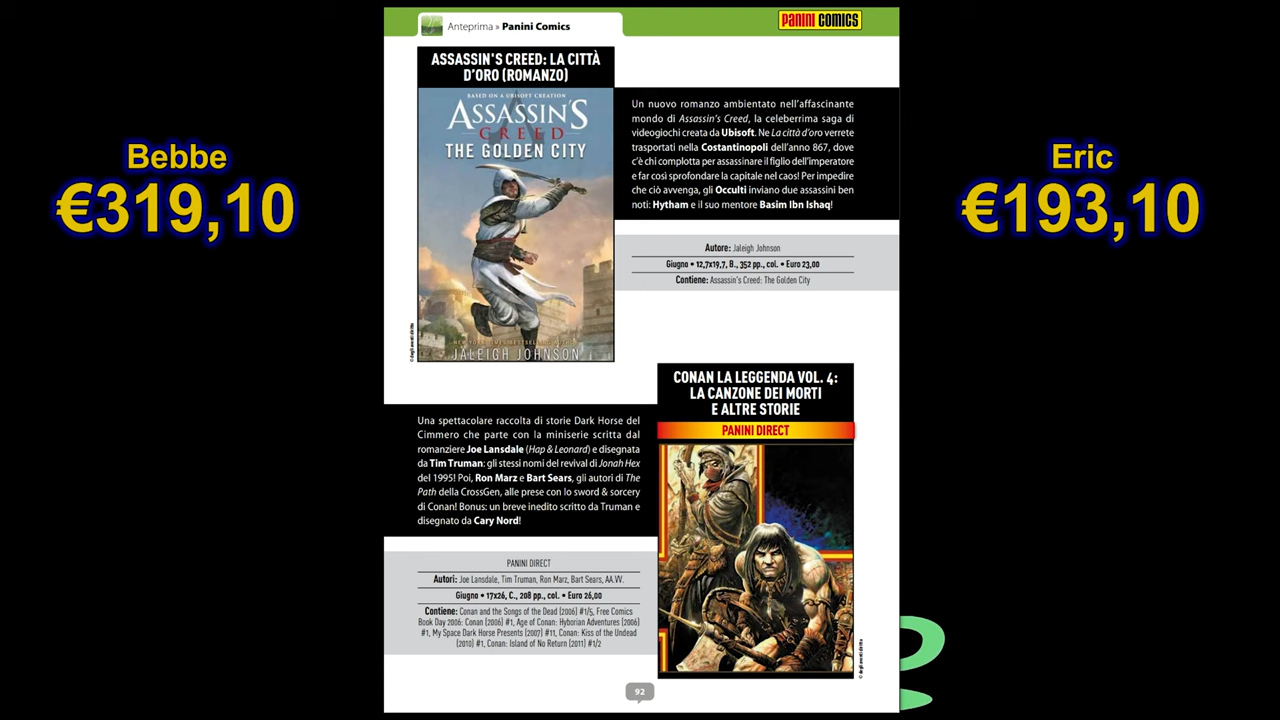 Anteprima » Panini Comics
PANINI COMICS
ASSASSIN'S CREED: LA CITTÀ
D'ORO (ROMANZO)
BASED ON A UBISOFT CREATION
ASSASSIN'S
CREED
THE GOLDEN CITY
NEW YORK TIMES BESTSELLING AUTHOR
JALEIGH JOHNSON
© degli aventi diritto
Un nuovo romanzo ambientato nell'affascinante
mondo di Assassin's Creed, la celeberrima saga di
videogiochi creata da Ubisoft. Ne La città d'oro verrete
trasportati nella Costantinopoli dell'anno 867, dove
c'è chi complotta per assassinare il figlio dell'imperatore
e far così sprofondare la capitale nel caos! Per impedire
che ciò avvenga, gli Occulti inviano due assassini ben
noti: Hytham e il suo mentore Basim Ibn Ishaq!
Autore: Jaleigh Johnson
Giugno • 12,7x19,7, B., 352 pp., col. • Euro 23,00
Contiene: Assassin's Creed: The Golden City
Bebbe
€319,10
Eric
€193,10
CONAN LA LEGGENDA VOL. 4:
LA CANZONE DEI MORTI
E ALTRE STORIE
PANINI DIRECT
Una spettacolare raccolta di storie Dark Horse del
Cimmero che parte con la miniserie scritta dal
romanziere Joe Lansdale (Hap & Leonard) e disegnata
da Tim Truman: gli stessi nomi del revival di Jonah Hex
del 1995! Poi, Ron Marz e Bart Sears, gli autori di The
Path della CrossGen, alle prese con lo sword & sorcery
di Conan! Bonus: un breve inedito scritto da Truman e
disegnato da Cary Nord!
PANINI DIRECT
Autori: Joe Lansdale, Tim Truman, Ron Marz, Bart Sears, AA.VV.
Giugno • 17x26, C., 208 pp., col. • Euro 26,00
Contiene: Conan and the Songs of the Dead (2006) #1/5, Free Comics
Book Day 2006: Conan (2006) #1, Age of Conan: Hyborian Adventures (2006)
#1, My Space Dark Horse Presents (2007) #11, Conan: Kiss of the Undead
(2010) #1, Conan: Island of No Return (2011) #1/2
© degli aventi diritto
92